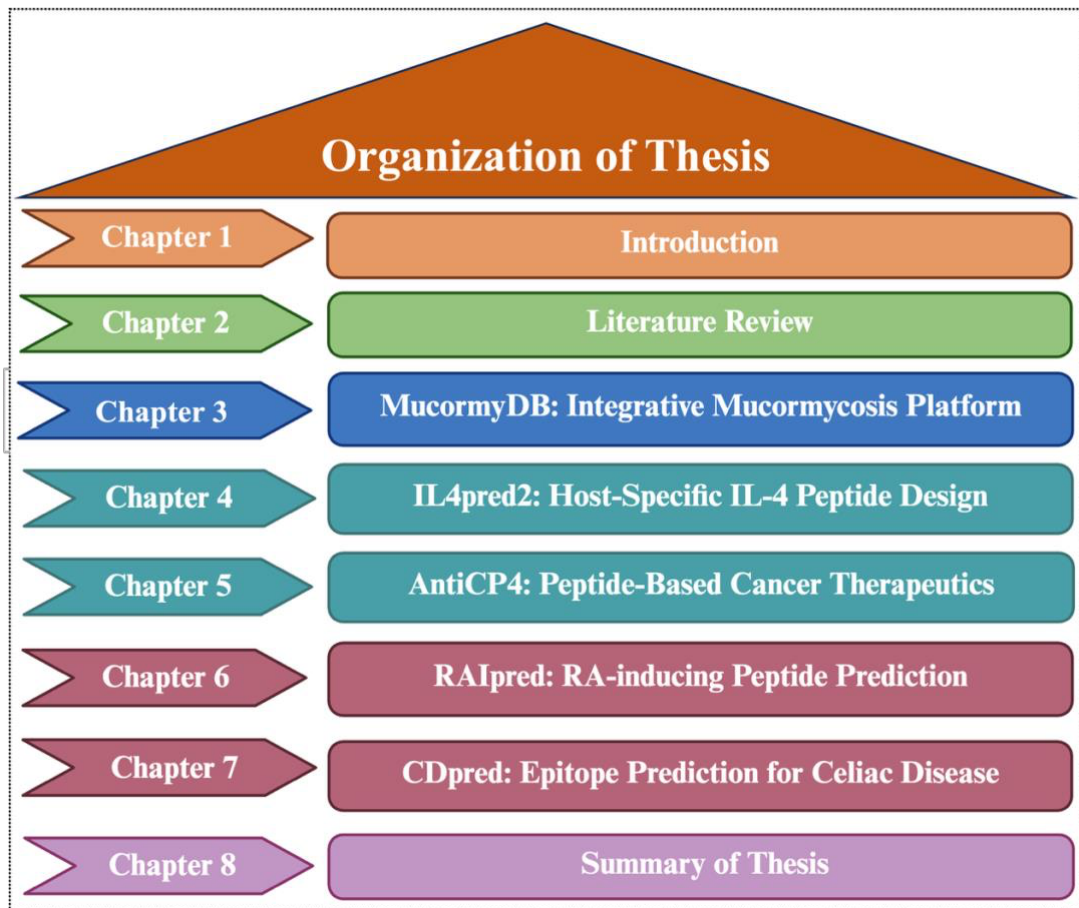 Organization of Thesis
Chapter 1
Introduction
Chapter 2
Literature Review
Chapter 3
MucormyDB: Integrative Mucormycosis Platform
Chapter 4
IL4pred2: Host-Specific IL-4 Peptide Design
Chapter 5
AntiCP4: Peptide-Based Cancer Therapeutics
Chapter 6
RAIpred: RA-inducing Peptide Prediction
Chapter 7
CDpred: Epitope Prediction for Celiac Disease
Chapter 8
Summary of Thesis